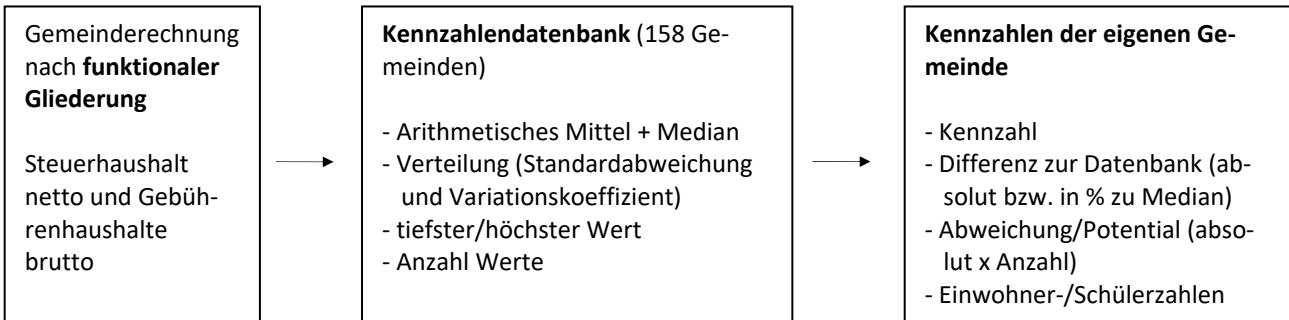 Gemeinderechnung
nach funktionaler
Gliederung
Steuerhaushalt
netto und Gebüh-
renhaushalte
brutto
Kennzahlendatenbank (158 Ge-
meinden)
- Arithmetisches Mittel + Median
- Verteilung (Standardabweichung
und Variationskoeffizient)
- tiefster/höchster Wert
- Anzahl Werte
Kennzahlen der eigenen Ge-
meinde
- Kennzahl
- Differenz zur Datenbank (ab-
solut bzw. in % zu Median)
- Abweichung/Potential (abso-
lut x Anzahl)
- Einwohner-/Schülerzahlen